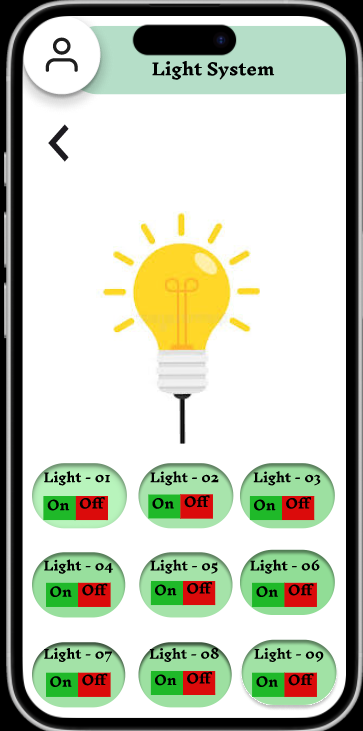 Light System
Light - 01 Light - 02 Light - 03
On Off On Off On Off
Light - 04 Light - 05 Light - 06
On Off On Off On Off
Light - 07 Light - 08 Light - 09
On Off On Off On Off